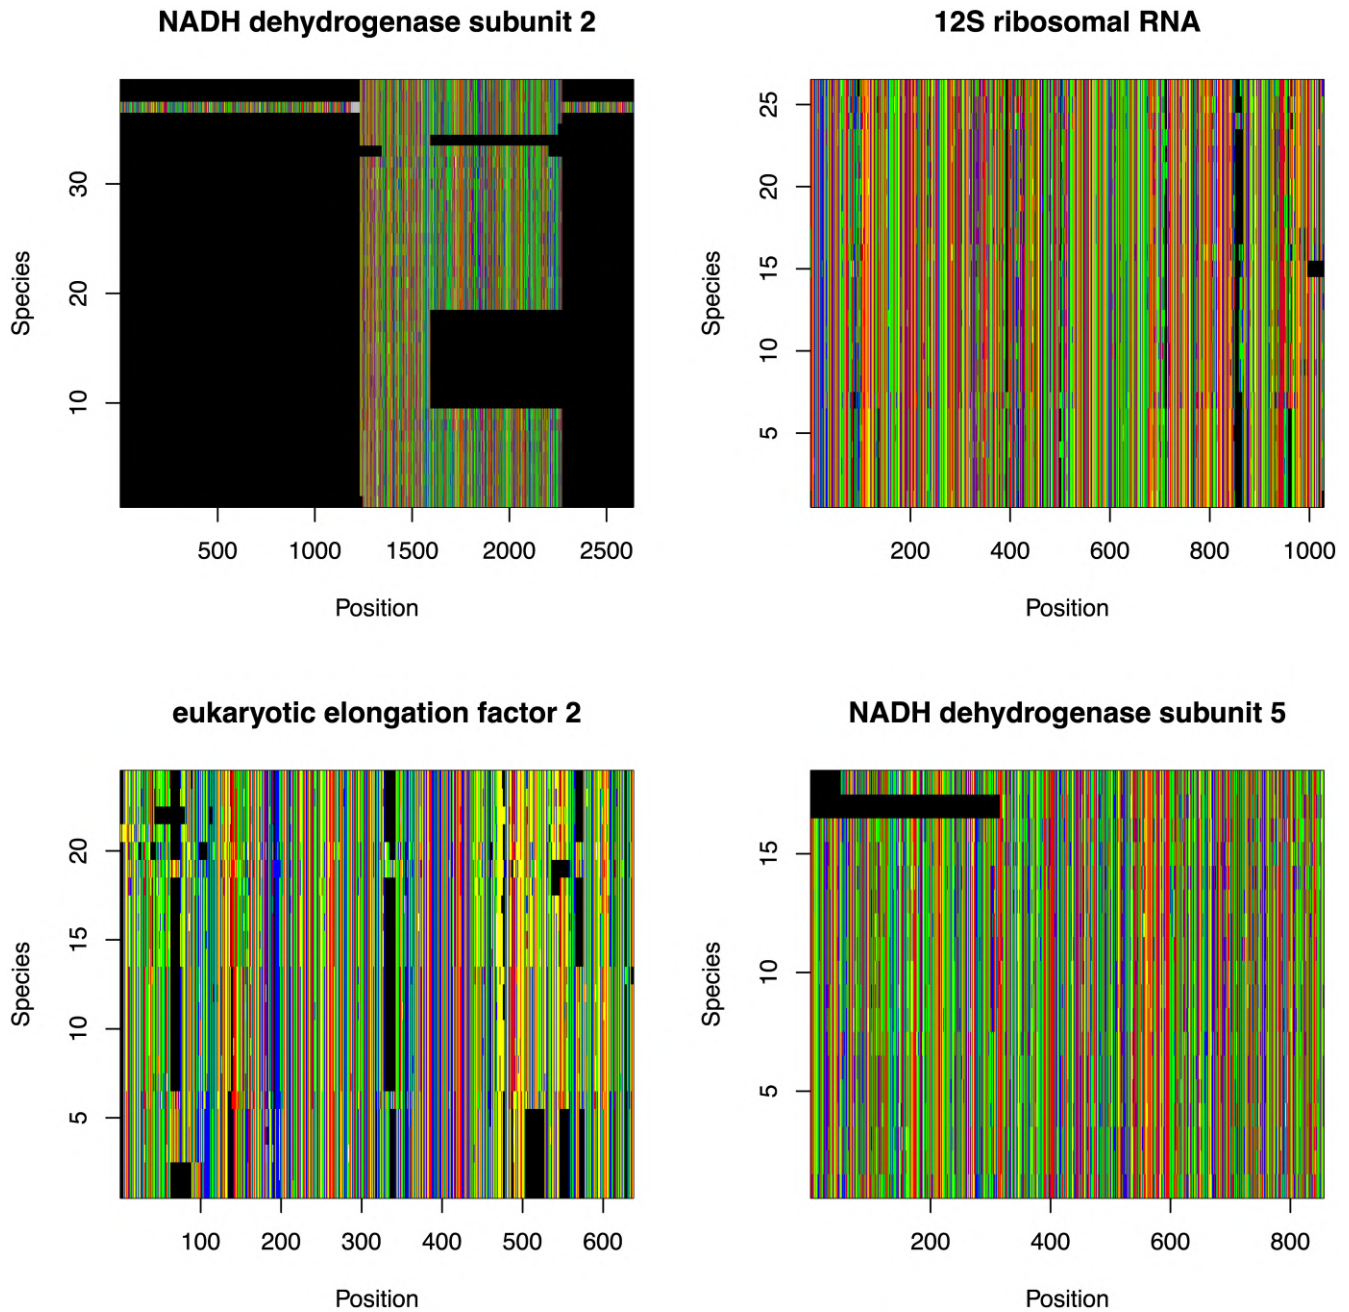 NADH dehydrogenase subunit 2
Species
10
20
30
500 1000 1500 2000 2500
Position
12S ribosomal RNA
Species
5
10
15
20
25
200 400 600 800 1000
Position
eukaryotic elongation factor 2
Species
5
10
15
20
100 200 300 400 500 600
Position
NADH dehydrogenase subunit 5
Species
5
10
15
200 400 600 800
Position